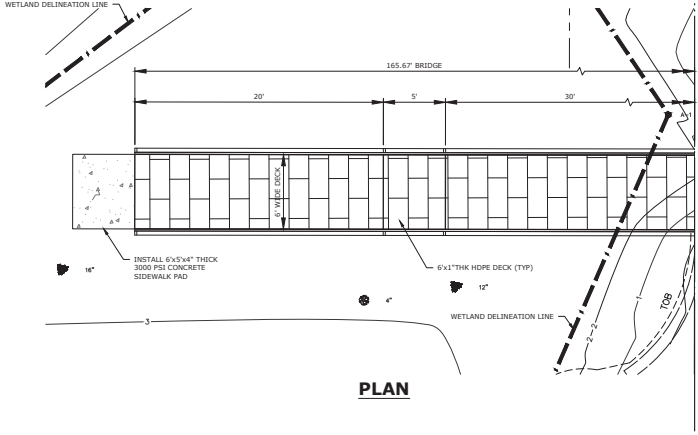 WETLAND DELINEATION LINE
165.67' BRIDGE
20'
5'
30'
A-1
6' WIDE DECK
INSTALL 6'x5'x4" THICK
3000 PSI CONCRETE
SIDEWALK PAD
6'x1"THK HDPE DECK (TYP)
16"
4"
12"
WETLAND DELINEATION LINE
3
2
2
1
TOB
PLAN